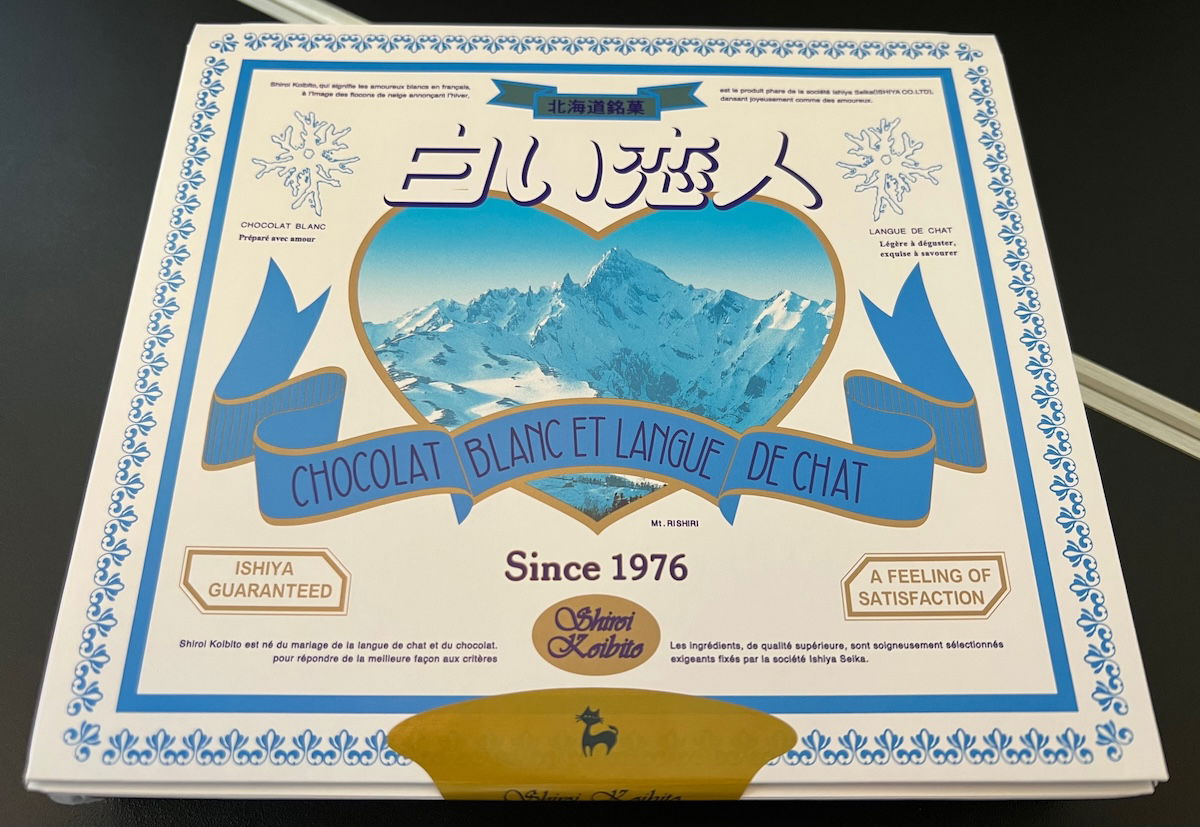 Shiroi Koibito, qui signifie les amoureux blancs en français,
à l'image des flocons de neige annonçant l'hiver,
北海道銘菓
est le produit phare de la société Ishiya Seika(ISHIYA CO.LTD),
dansant joyeusement comme des amoureux.
白い恋人
CHOCOLAT BLANC
Préparé avec amour
LANGUE DE CHAT
Légère à déguster,
exquise à savourer
CHOCOLAT BLANC ET LANGUE DE CHAT
Mt. RISHIRI
Since 1976
ISHIYA
GUARANTEED
A FEELING OF
SATISFACTION
Shiroi
Koibito
Shiroi Koibito est né du mariage de la langue de chat et du chocolat.
pour répondre de la meilleure façon aux critères
Les ingrédients, de qualité supérieure, sont soigneusement sélectionnés
exigeants fixés par la société Ishiya Seika.
Shiroi Koibito